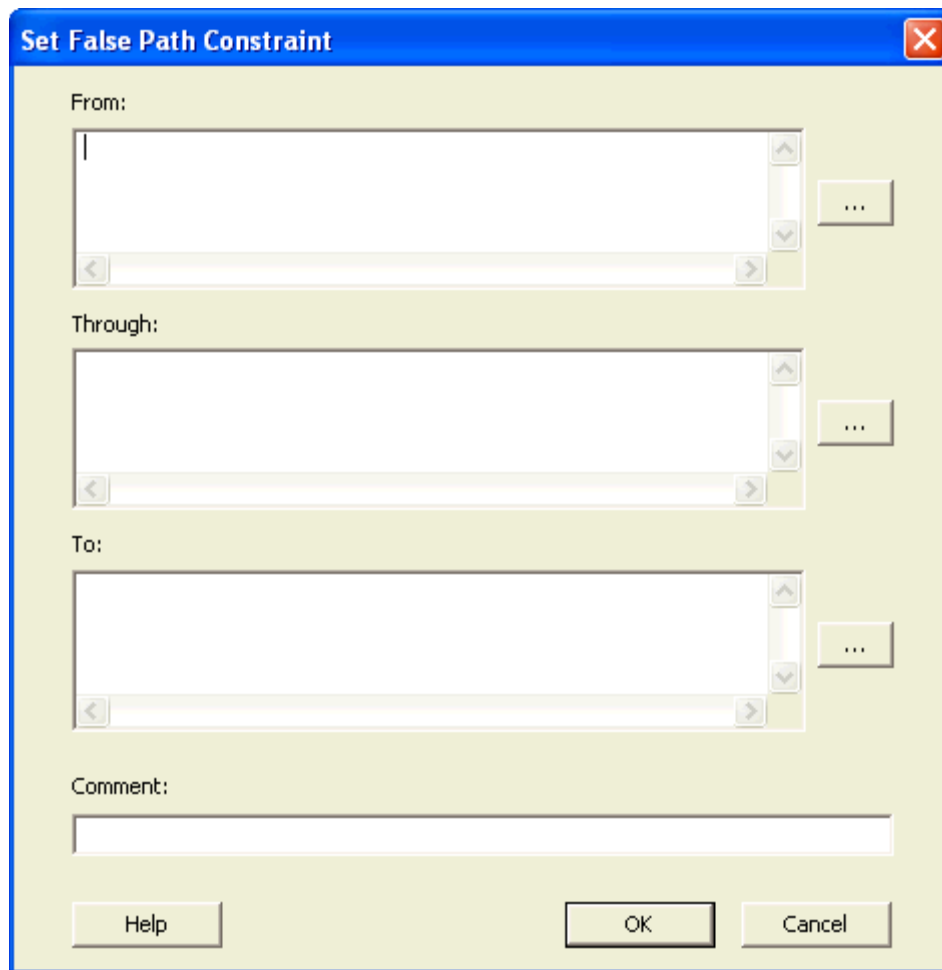 Set False Path Constraint
From:
...
Through:
...
To:
...
Comment:
Help OK Cancel